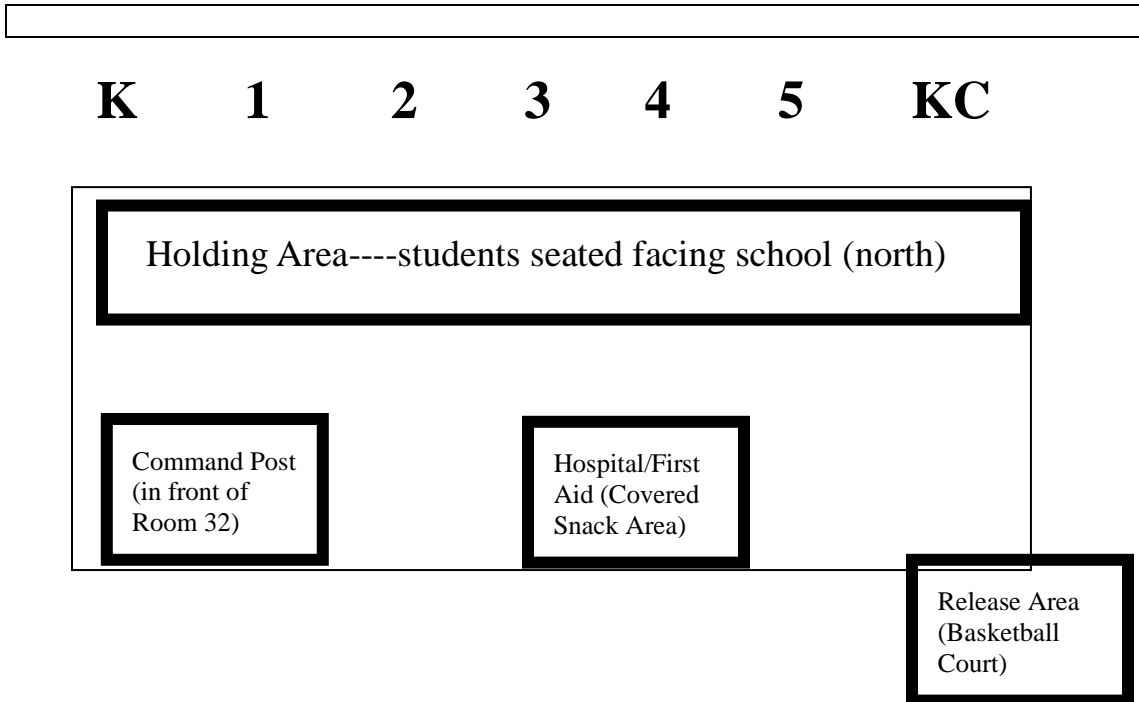 K 1 2 3 4 5 KC
Holding Area----students seated facing school (north)
Command Post
(in front of
Room 32)
Hospital/First
Aid (Covered
Snack Area)
Release Area
(Basketball
Court)